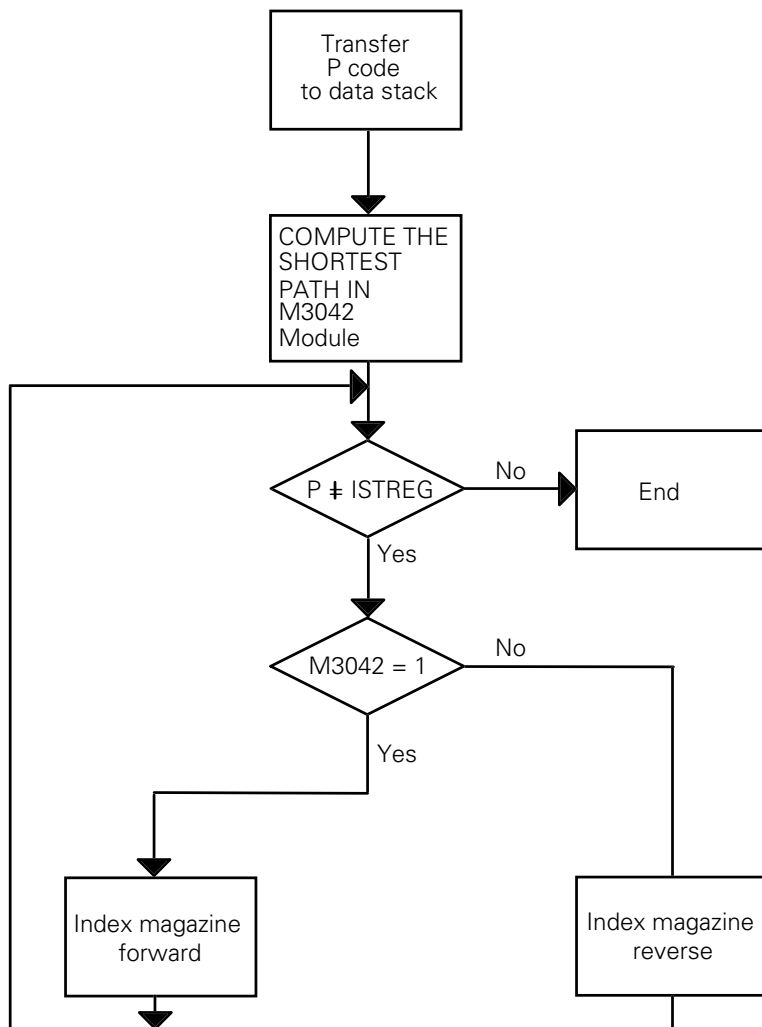 Transfer
P code
to data stack
COMPUTE THE
SHORTEST
PATH IN
M3042
Module
P ≠ ISTREG
No
End
Yes
M3042 = 1
No
Yes
Index magazine
forward
Index magazine
reverse